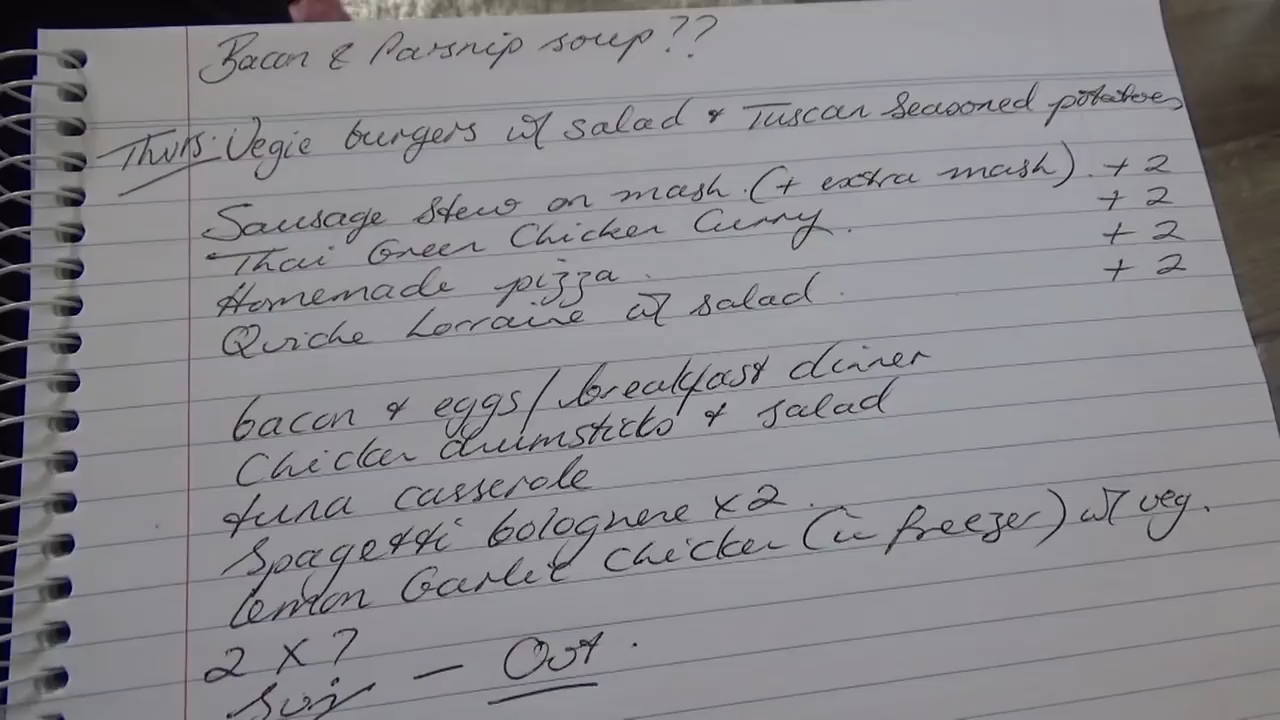 Bacon & Parsnip soup??
Thurs: Vegie burgers w/ salad & Tuscan Seasoned potatoes
Sausage Stew on mash. (+ extra mash) + 2
Thai Green Chicken Curry. + 2
Homemade pizza. + 2
Quiche Lorraine w/ salad. + 2
bacon & eggs/breakfast dinner
Chicken drumsticks & salad
tuna casserole
Spagetti bolognese x 2.
Lemon Garlic Chicken (in freezer) w/ veg.
2 x ?
- Out.